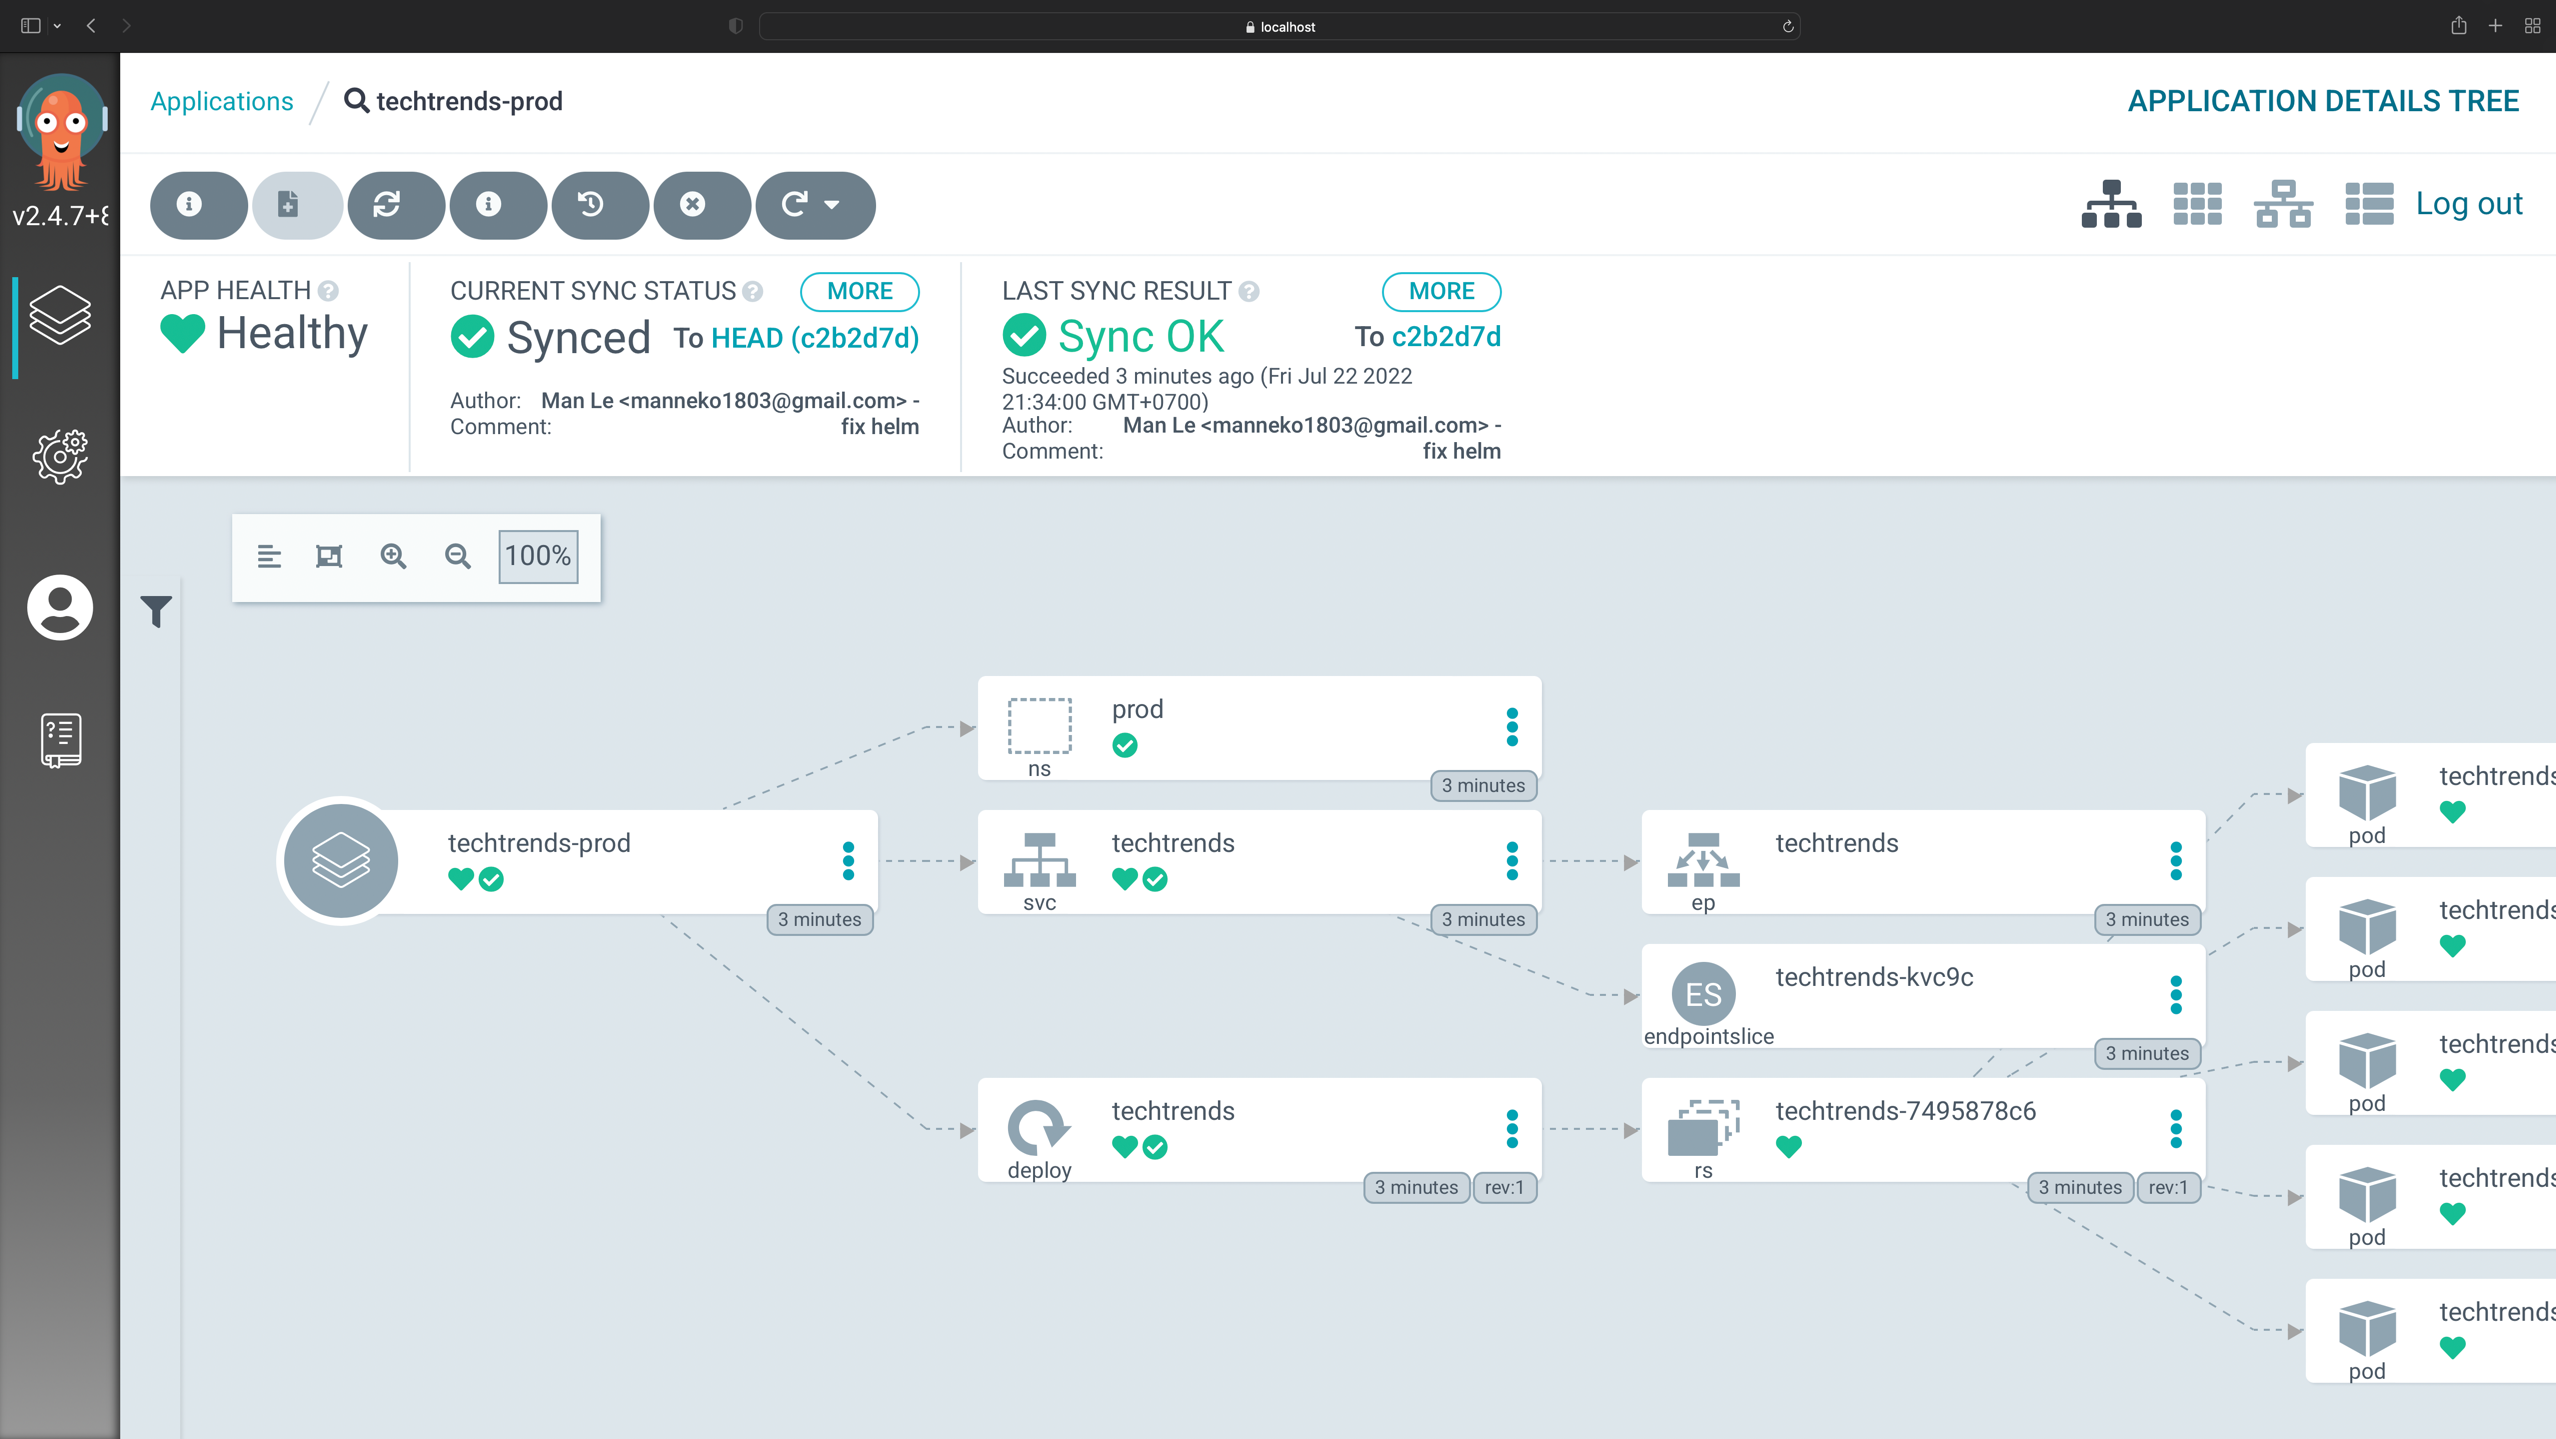 localhost
Applications
techtrends-prod
APPLICATION DETAILS TREE
v2.4.7+8
Log out
APP HEALTH
Healthy
CURRENT SYNC STATUS
MORE
Synced To HEAD (c2b2d7d)
Author: Man Le <manneko1803@gmail.com> -
Comment: fix helm
LAST SYNC RESULT
MORE
Sync OK To c2b2d7d
Succeeded 3 minutes ago (Fri Jul 22 2022
21:34:00 GMT+0700)
Author: Man Le <manneko1803@gmail.com> -
Comment: fix helm
100%
techtrends-prod
3 minutes
prod
ns
3 minutes
techtrends
svc
3 minutes
techtrends
deploy
3 minutes rev:1
techtrends
ep
3 minutes
ES
techtrends-kvc9c
endpointslice
3 minutes
techtrends-7495878c6
rs
3 minutes rev:1
techtrends
pod
techtrends
pod
techtrends
pod
techtrends
pod
techtrends
pod